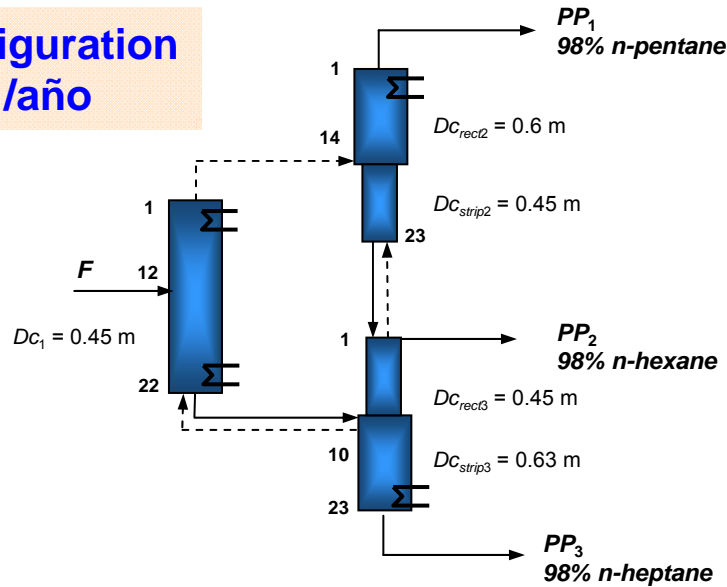 iguration
/año
PP1
98% n-pentane
1
Dcrect2 = 0.6 m
14
Dcstrip2 = 0.45 m
1
23
F
12
Dc1 = 0.45 m
1
PP2
98% n-hexane
22
Dcrect3 = 0.45 m
10
Dcstrip3 = 0.63 m
23
PP3
98% n-heptane